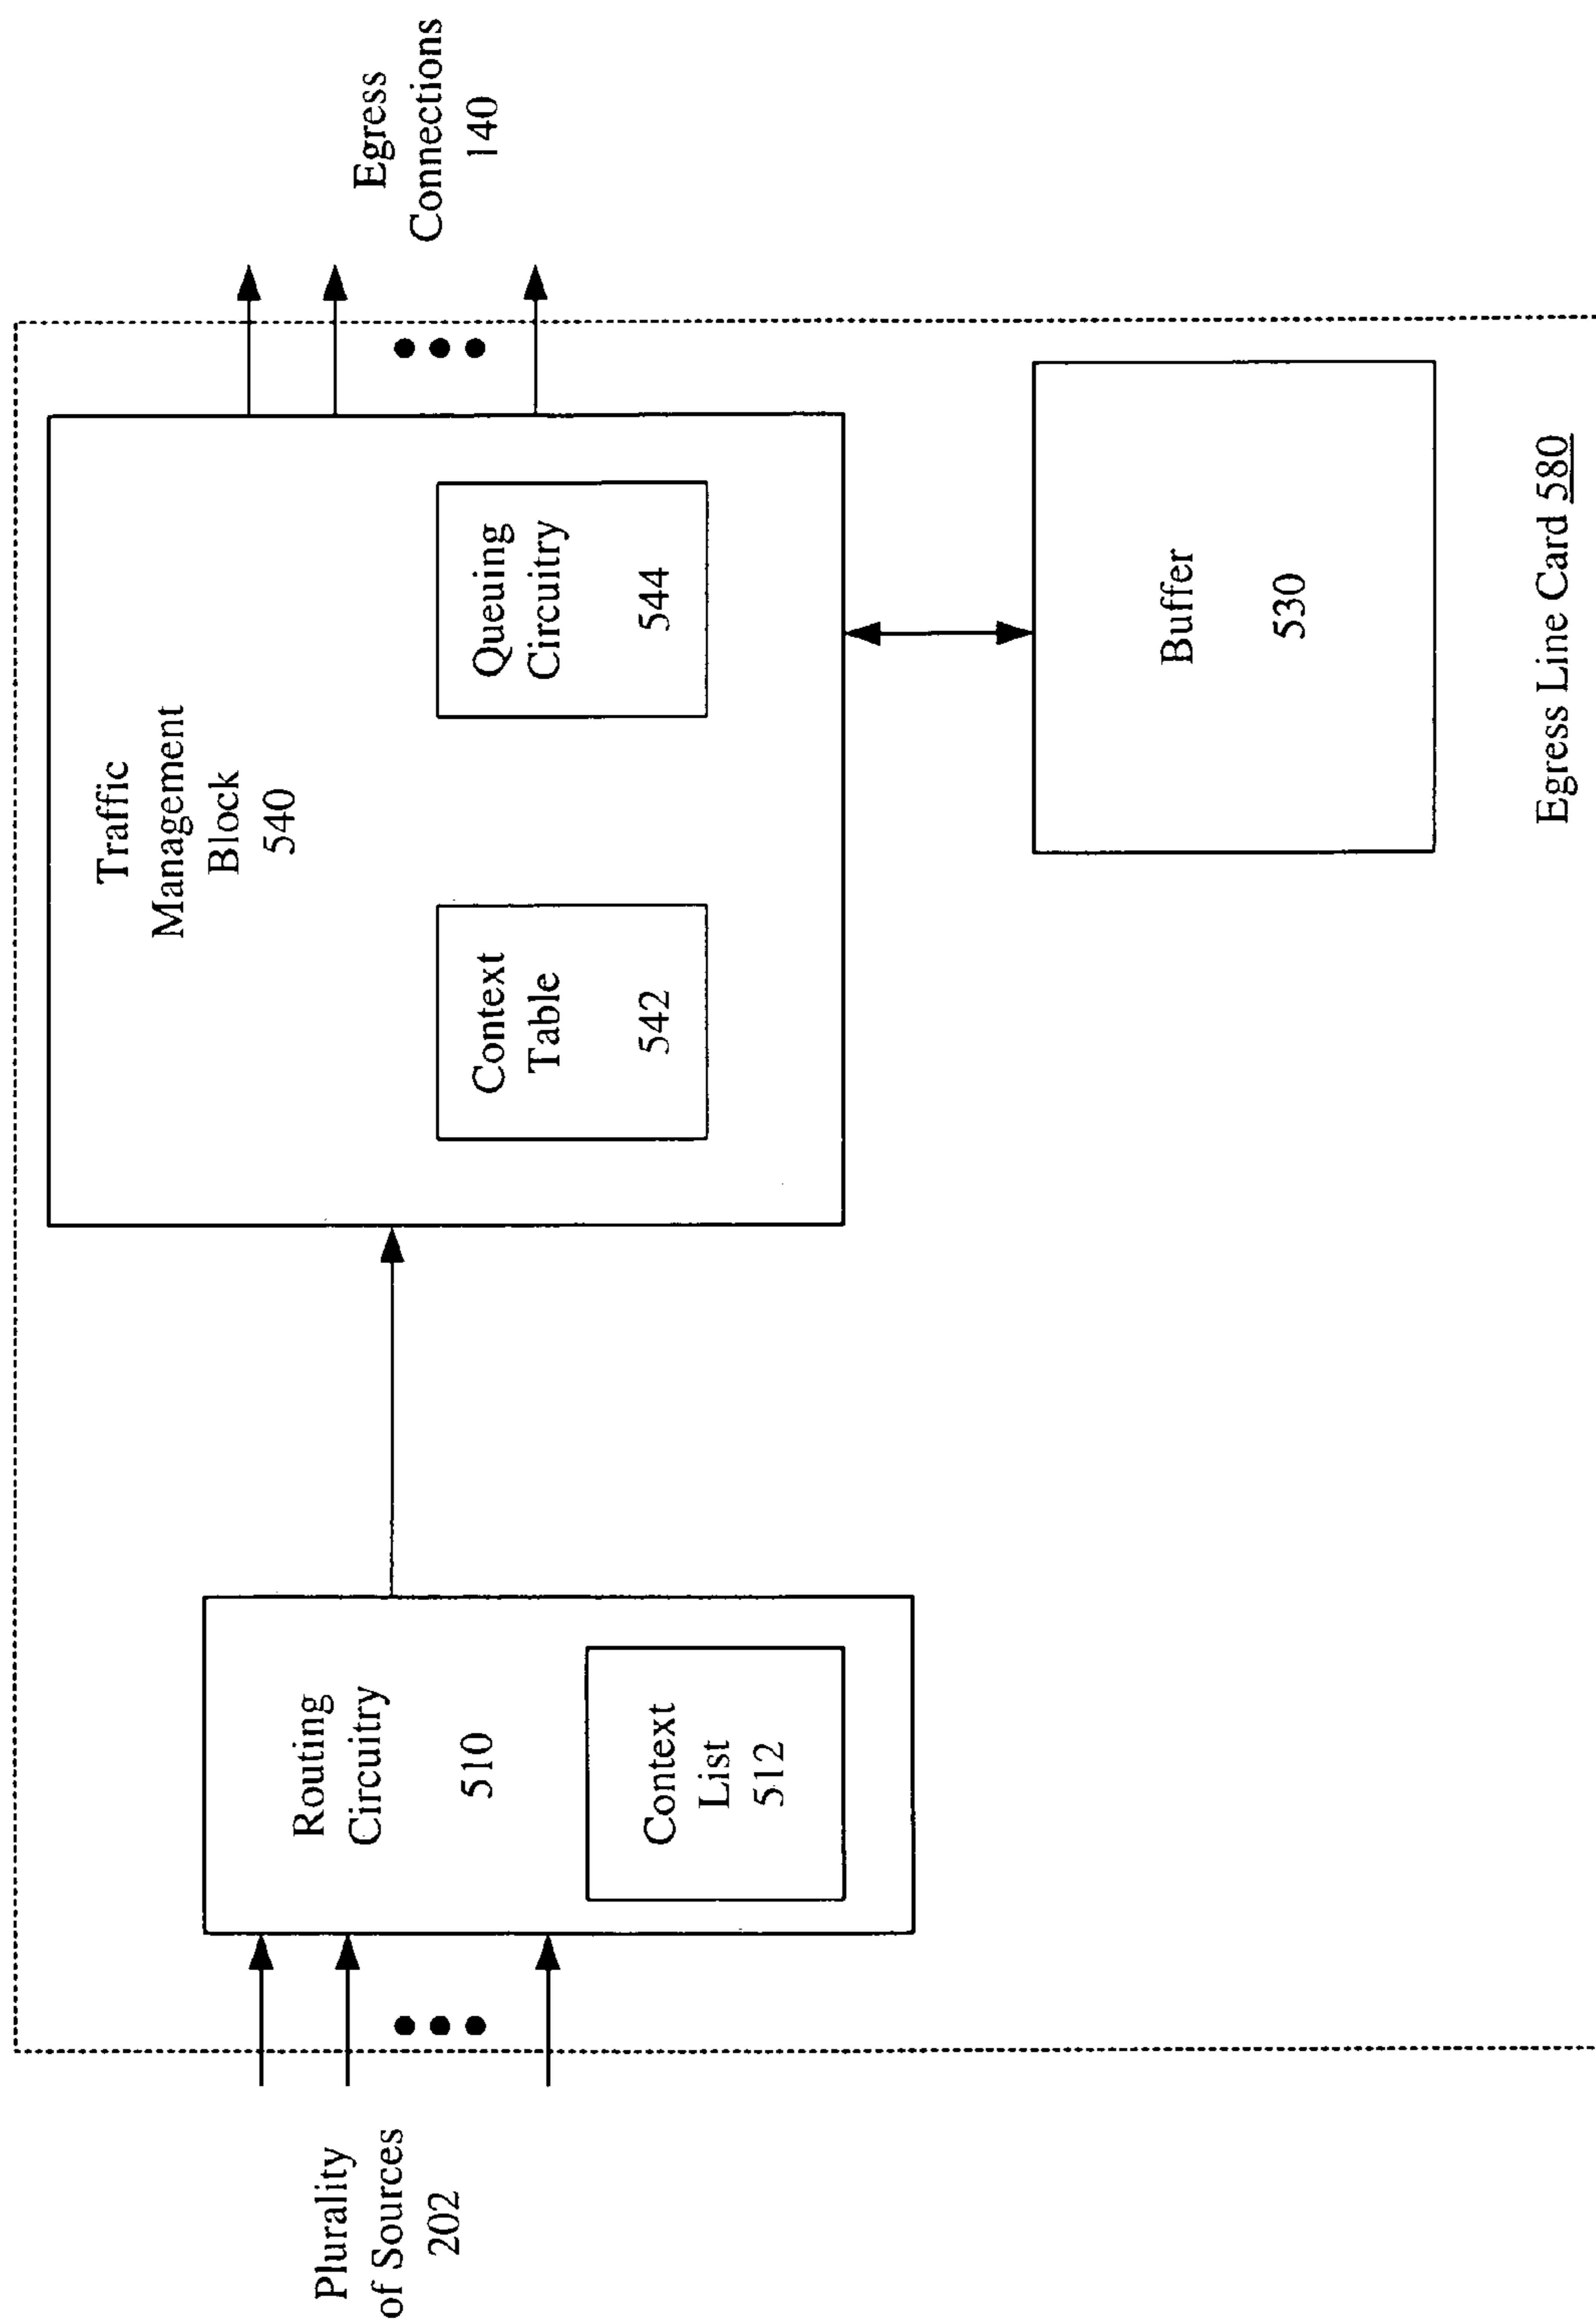 Plurality
of Sources
202
Routing
Circuitry
510
Context
List
512
Traffic
Management
Block
540
Context
Table
542
Queuing
Circuitry
544
Buffer
530
Egress
Connections
140
Egress Line Card 580